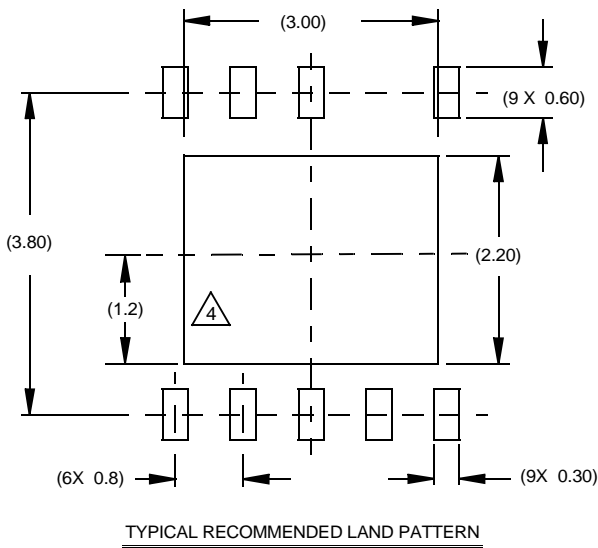 (3.00)
(9 X 0.60)
(3.80)
(2.20)
(1.2)
4
(6X 0.8)
(9X 0.30)
TYPICAL RECOMMENDED LAND PATTERN